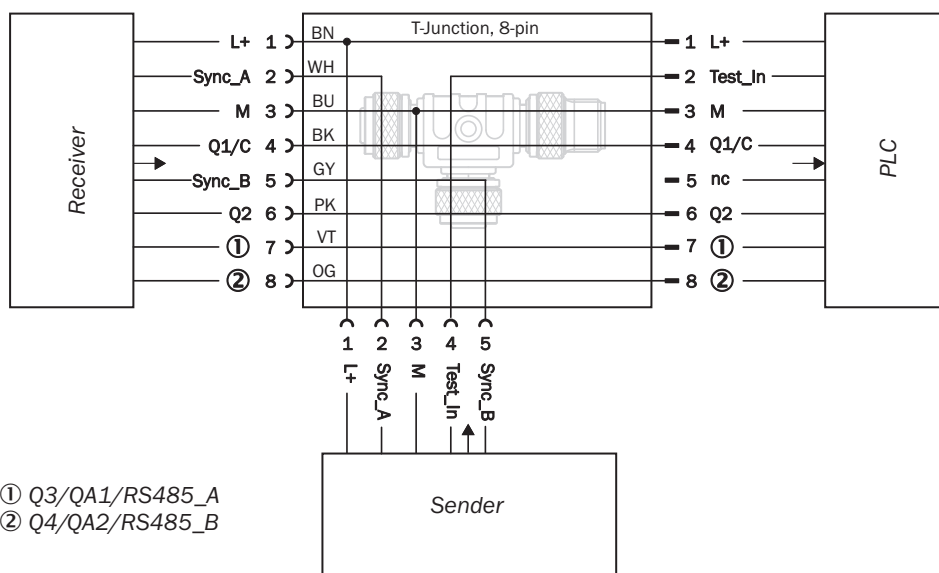 T-Junction, 8-pin
L+ 1 BN 1 L+
Sync_A 2 WH 2 Test_In
M 3 BU 3 M
Q1/C 4 BK 4 Q1/C
Sync_B 5 GY 5 nc
Q2 6 PK 6 Q2
① 7 VT 7 ①
② 8 OG 8 ②
Receiver
PLC
1 2 3 4 5
L+ Sync_A M Test_In Sync_B
Sender
① Q3/QA1/RS485_A
② Q4/QA2/RS485_B